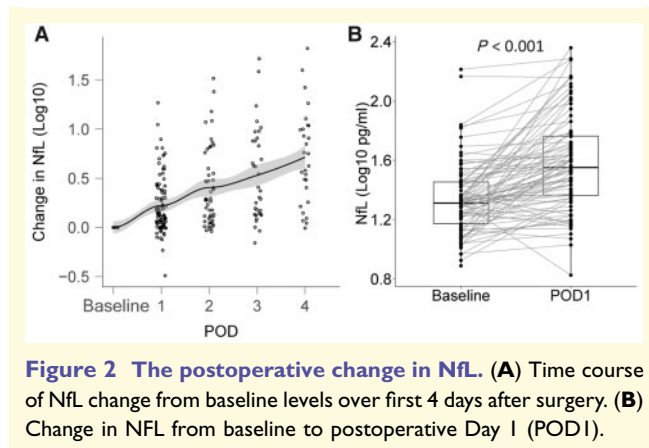 A
Change in NfL (Log10)
1.5
1.0
0.5
0.0
−0.5
Baseline 1 2 3 4
POD
B
P < 0.001
NfL (Log10 pg/ml)
2.4
2.0
1.6
1.2
0.8
Baseline POD1
Figure 2 The postoperative change in NfL. (A) Time course
of NfL change from baseline levels over first 4 days after surgery. (B)
Change in NFL from baseline to postoperative Day 1 (POD1).